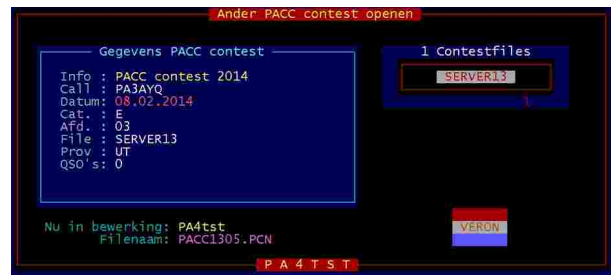 Ander PACC contest openen
Gegevens PACC contest
Info : PACC contest 2014
Call : PA3AYQ
Datum: 08.02.2014
Cat. : E
Afd. : 03
File : SERVER13
Prov : UT
QSO's: 0
1 Contestfiles
SERVER13
1
Nu in bewerking: PA4tst
Filenaam: PACC1305.PCN
VERON
P A 4 T S T